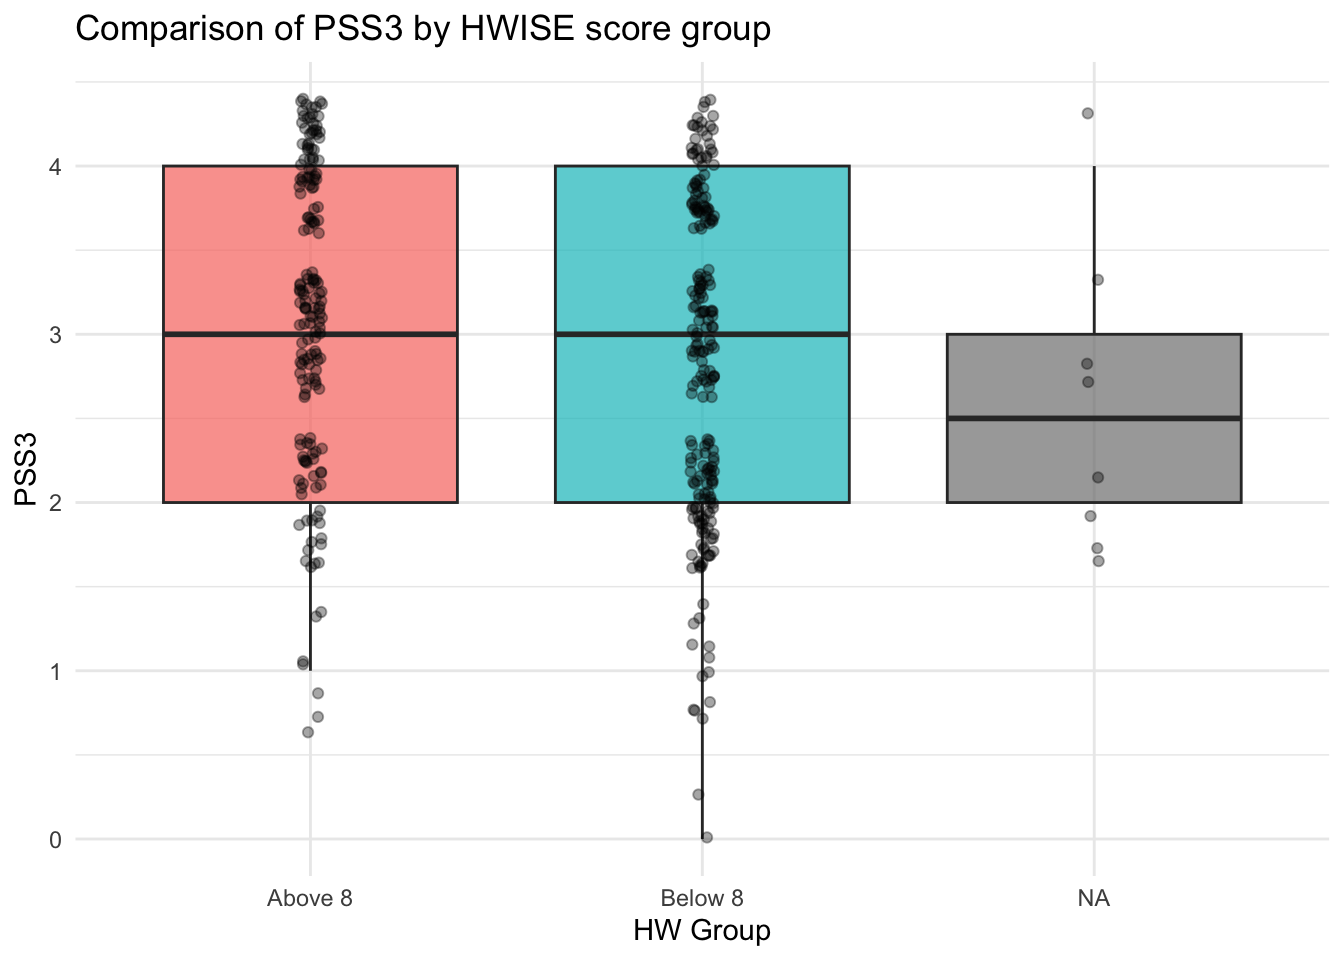 Comparison of PSS3 by HWISE score group
PSS3
4
3
2
1
0
Above 8
Below 8
NA
HW Group